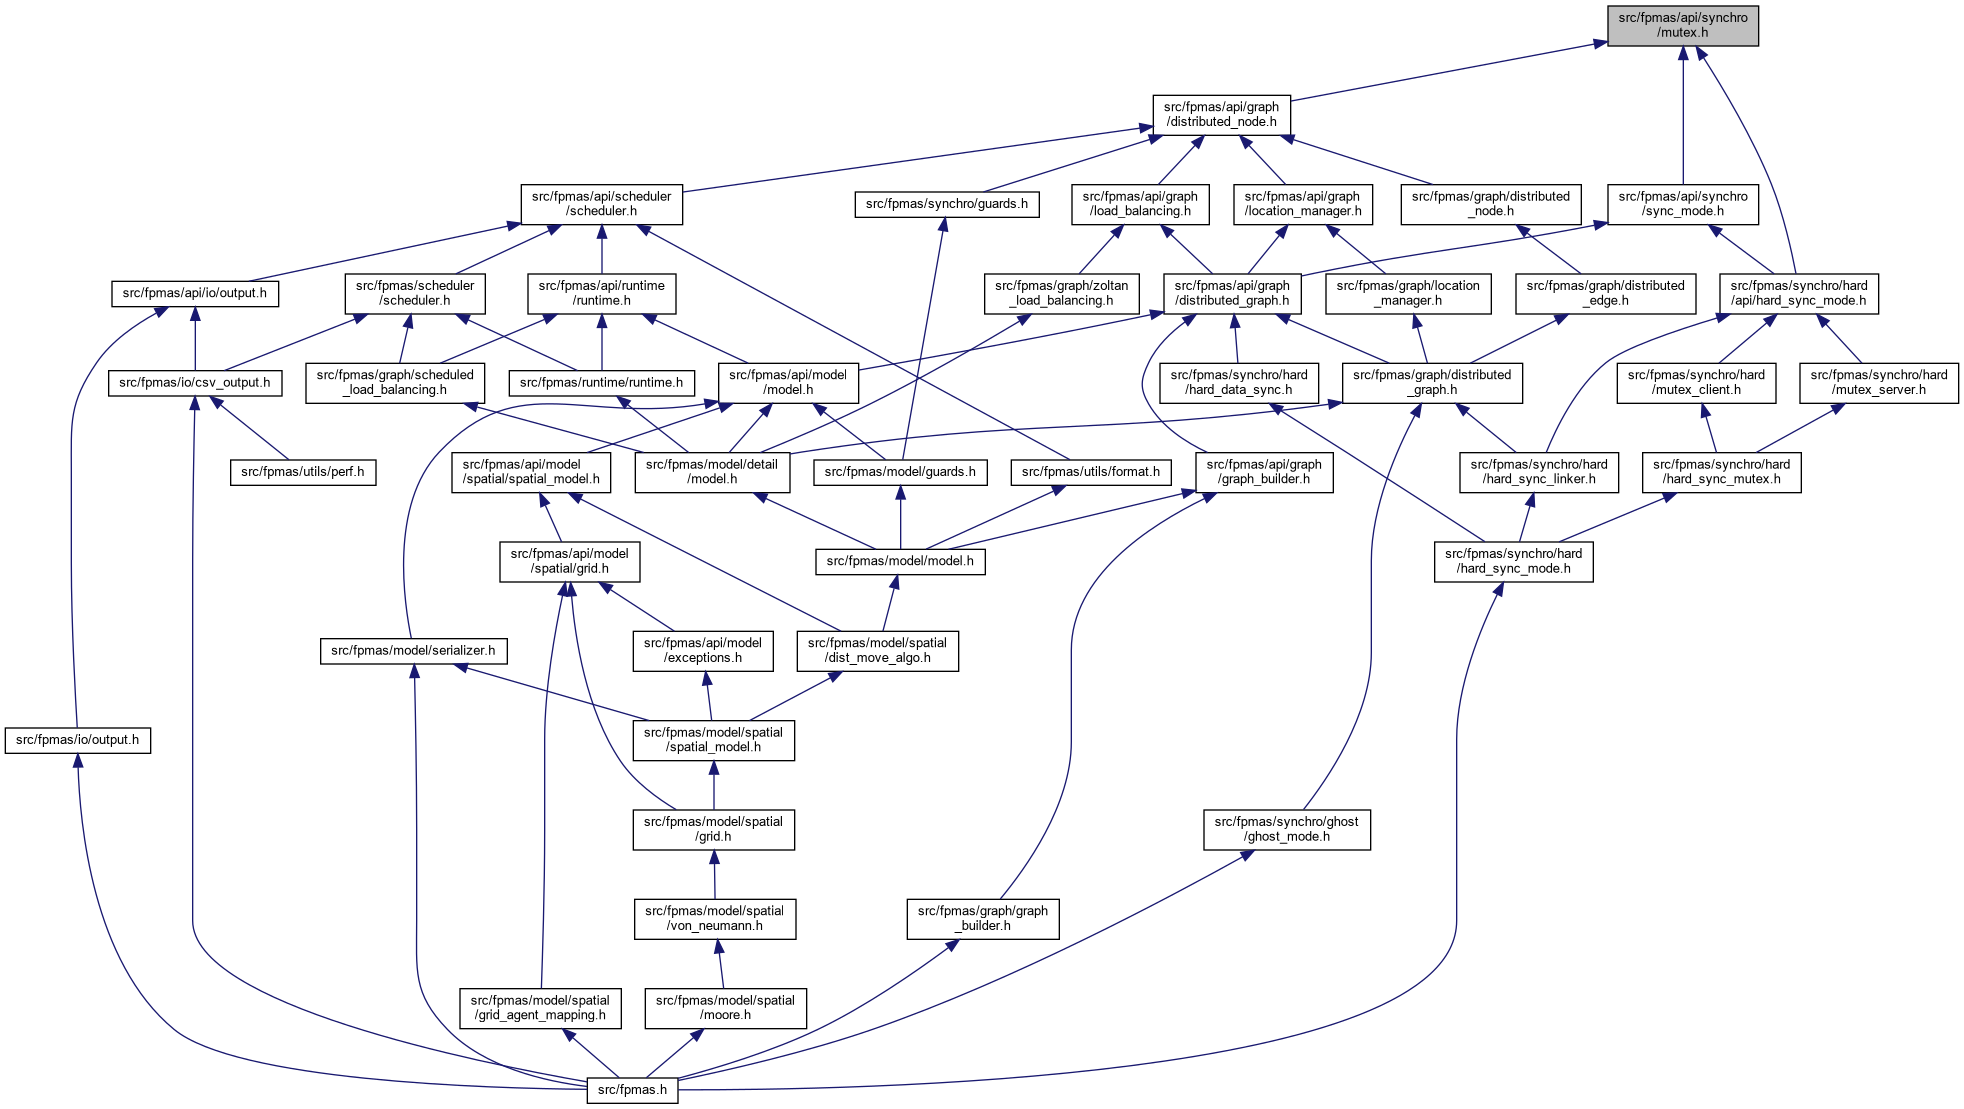 src/fpmas/api/synchro
/mutex.h
src/fpmas/api/graph
/distributed_node.h
src/fpmas/api/scheduler
/scheduler.h
src/fpmas/synchro/guards.h
src/fpmas/api/graph
/load_balancing.h
src/fpmas/api/graph
/location_manager.h
src/fpmas/graph/distributed
_node.h
src/fpmas/api/synchro
/sync_mode.h
src/fpmas/api/io/output.h
src/fpmas/scheduler
/scheduler.h
src/fpmas/api/runtime
/runtime.h
src/fpmas/graph/zoltan
_load_balancing.h
src/fpmas/api/graph
/distributed_graph.h
src/fpmas/graph/location
_manager.h
src/fpmas/graph/distributed
_edge.h
src/fpmas/synchro/hard
/api/hard_sync_mode.h
src/fpmas/io/csv_output.h
src/fpmas/graph/scheduled
_load_balancing.h
src/fpmas/runtime/runtime.h
src/fpmas/api/model
/model.h
src/fpmas/synchro/hard
/hard_data_sync.h
src/fpmas/graph/distributed
_graph.h
src/fpmas/synchro/hard
/mutex_client.h
src/fpmas/synchro/hard
/mutex_server.h
src/fpmas/utils/perf.h
src/fpmas/api/model
/spatial/spatial_model.h
src/fpmas/model/detail
/model.h
src/fpmas/model/guards.h
src/fpmas/utils/format.h
src/fpmas/api/graph
/graph_builder.h
src/fpmas/synchro/hard
/hard_sync_linker.h
src/fpmas/synchro/hard
/hard_sync_mutex.h
src/fpmas/api/model
/spatial/grid.h
src/fpmas/model/model.h
src/fpmas/synchro/hard
/hard_sync_mode.h
src/fpmas/model/serializer.h
src/fpmas/api/model
/exceptions.h
src/fpmas/model/spatial
/dist_move_algo.h
src/fpmas/io/output.h
src/fpmas/model/spatial
/spatial_model.h
src/fpmas/model/spatial
/grid.h
src/fpmas/synchro/ghost
/ghost_mode.h
src/fpmas/model/spatial
/von_neumann.h
src/fpmas/graph/graph
_builder.h
src/fpmas/model/spatial
/grid_agent_mapping.h
src/fpmas/model/spatial
/moore.h
src/fpmas.h